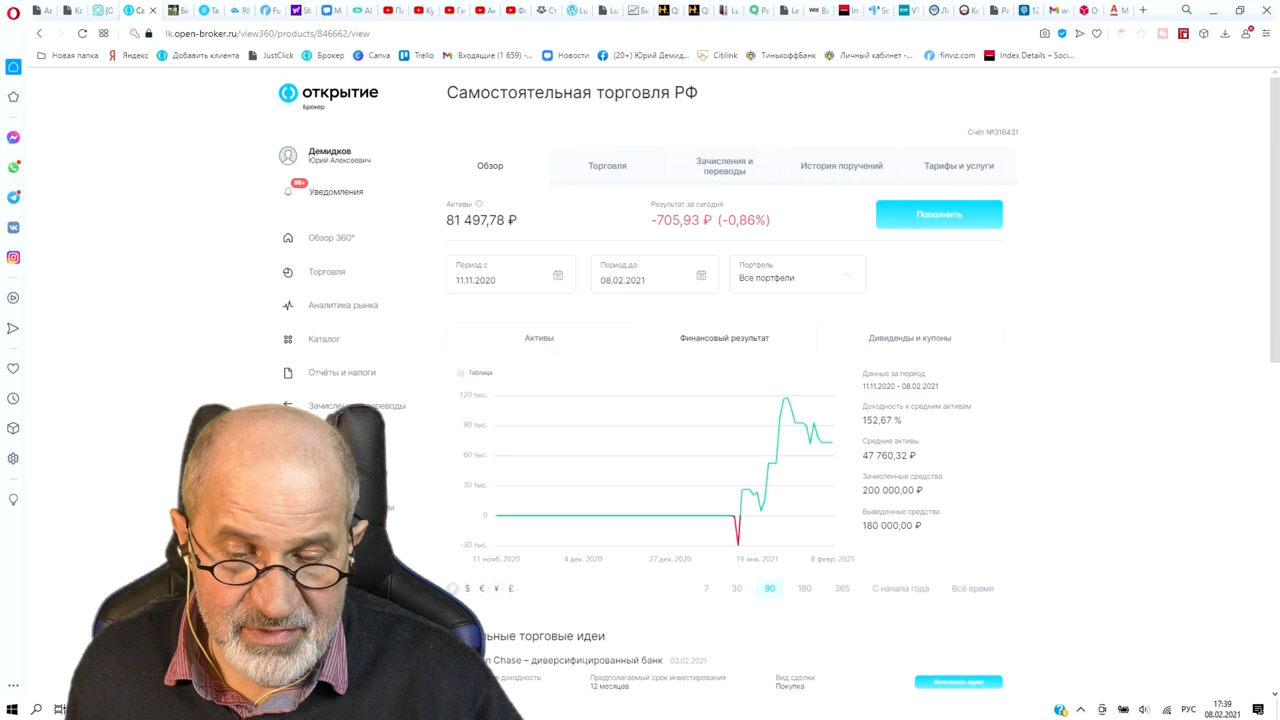 lk.open-broker.ru/view360/products/846662/view
Новая папка
Яндекс
Добавить клиента
JustClick
Брокер
Canva
Trello
Входящие (1 659) -...
Новости
(20+) Юрий Демид...
Citilink
ТинькоффБанк
Личный кабинет -...
finviz.com
Index Details – Soci...
открытие
Брокер
Самостоятельная торговля РФ
Счёт №316431
Демидков
Юрий Алексеевич
99+
Уведомления
Обзор 360°
Торговля
Аналитика рынка
Каталог
Отчёты и налоги
Обзор
Торговля
Зачисления и
переводы
История поручений
Тарифы и услуги
Активы
81 497,78 ₽
Результат за сегодня
-705,93 ₽ (-0,86%)
Пополнить
Период с
11.11.2020
Период до
08.02.2021
Портфель
Все портфели
Активы
Финансовый результат
Дивиденды и купоны
Таблица
120 тыс.
90 тыс.
60 тыс.
30 тыс.
0
-30 тыс.
11 нояб. 2020
4 дек. 2020
27 дек. 2020
19 янв. 2021
8 февр. 2021
Данные за период
11.11.2020 - 08.02.2021
Доходность к средним активам
152,67 %
Средние активы
47 760,32 ₽
Зачисленные средства
200 000,00 ₽
Выведенные средства
180 000,00 ₽
$ € ¥ £
7 30 90 180 365 С начала года Всё время
льные торговые идеи
n Chase – диверсифицированный банк 03.02.2021
доходность
Предполагаемый срок инвестирования
12 месяцев
Вид сделки
Покупка
Исполнить идею
РУС
17:39
08.02.2021